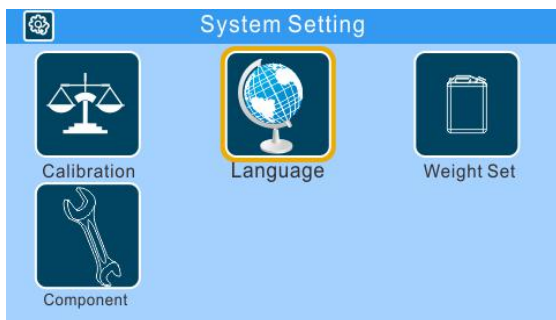 System Setting
Calibration
Language
Weight Set
Component